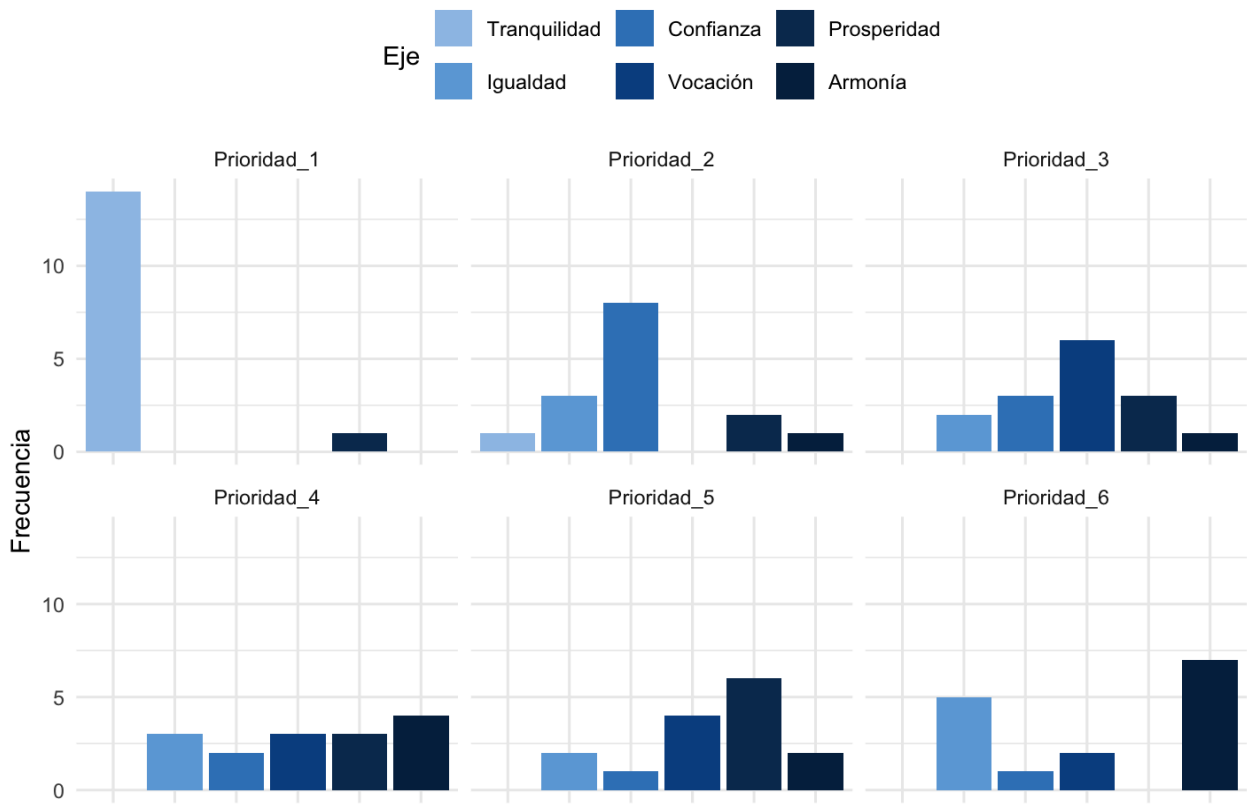 Eje
Tranquilidad Confianza Prosperidad
Igualdad Vocación Armonía
Prioridad_1 Prioridad_2 Prioridad_3
10
5
0
Frecuencia
Prioridad_4 Prioridad_5 Prioridad_6
10
5
0